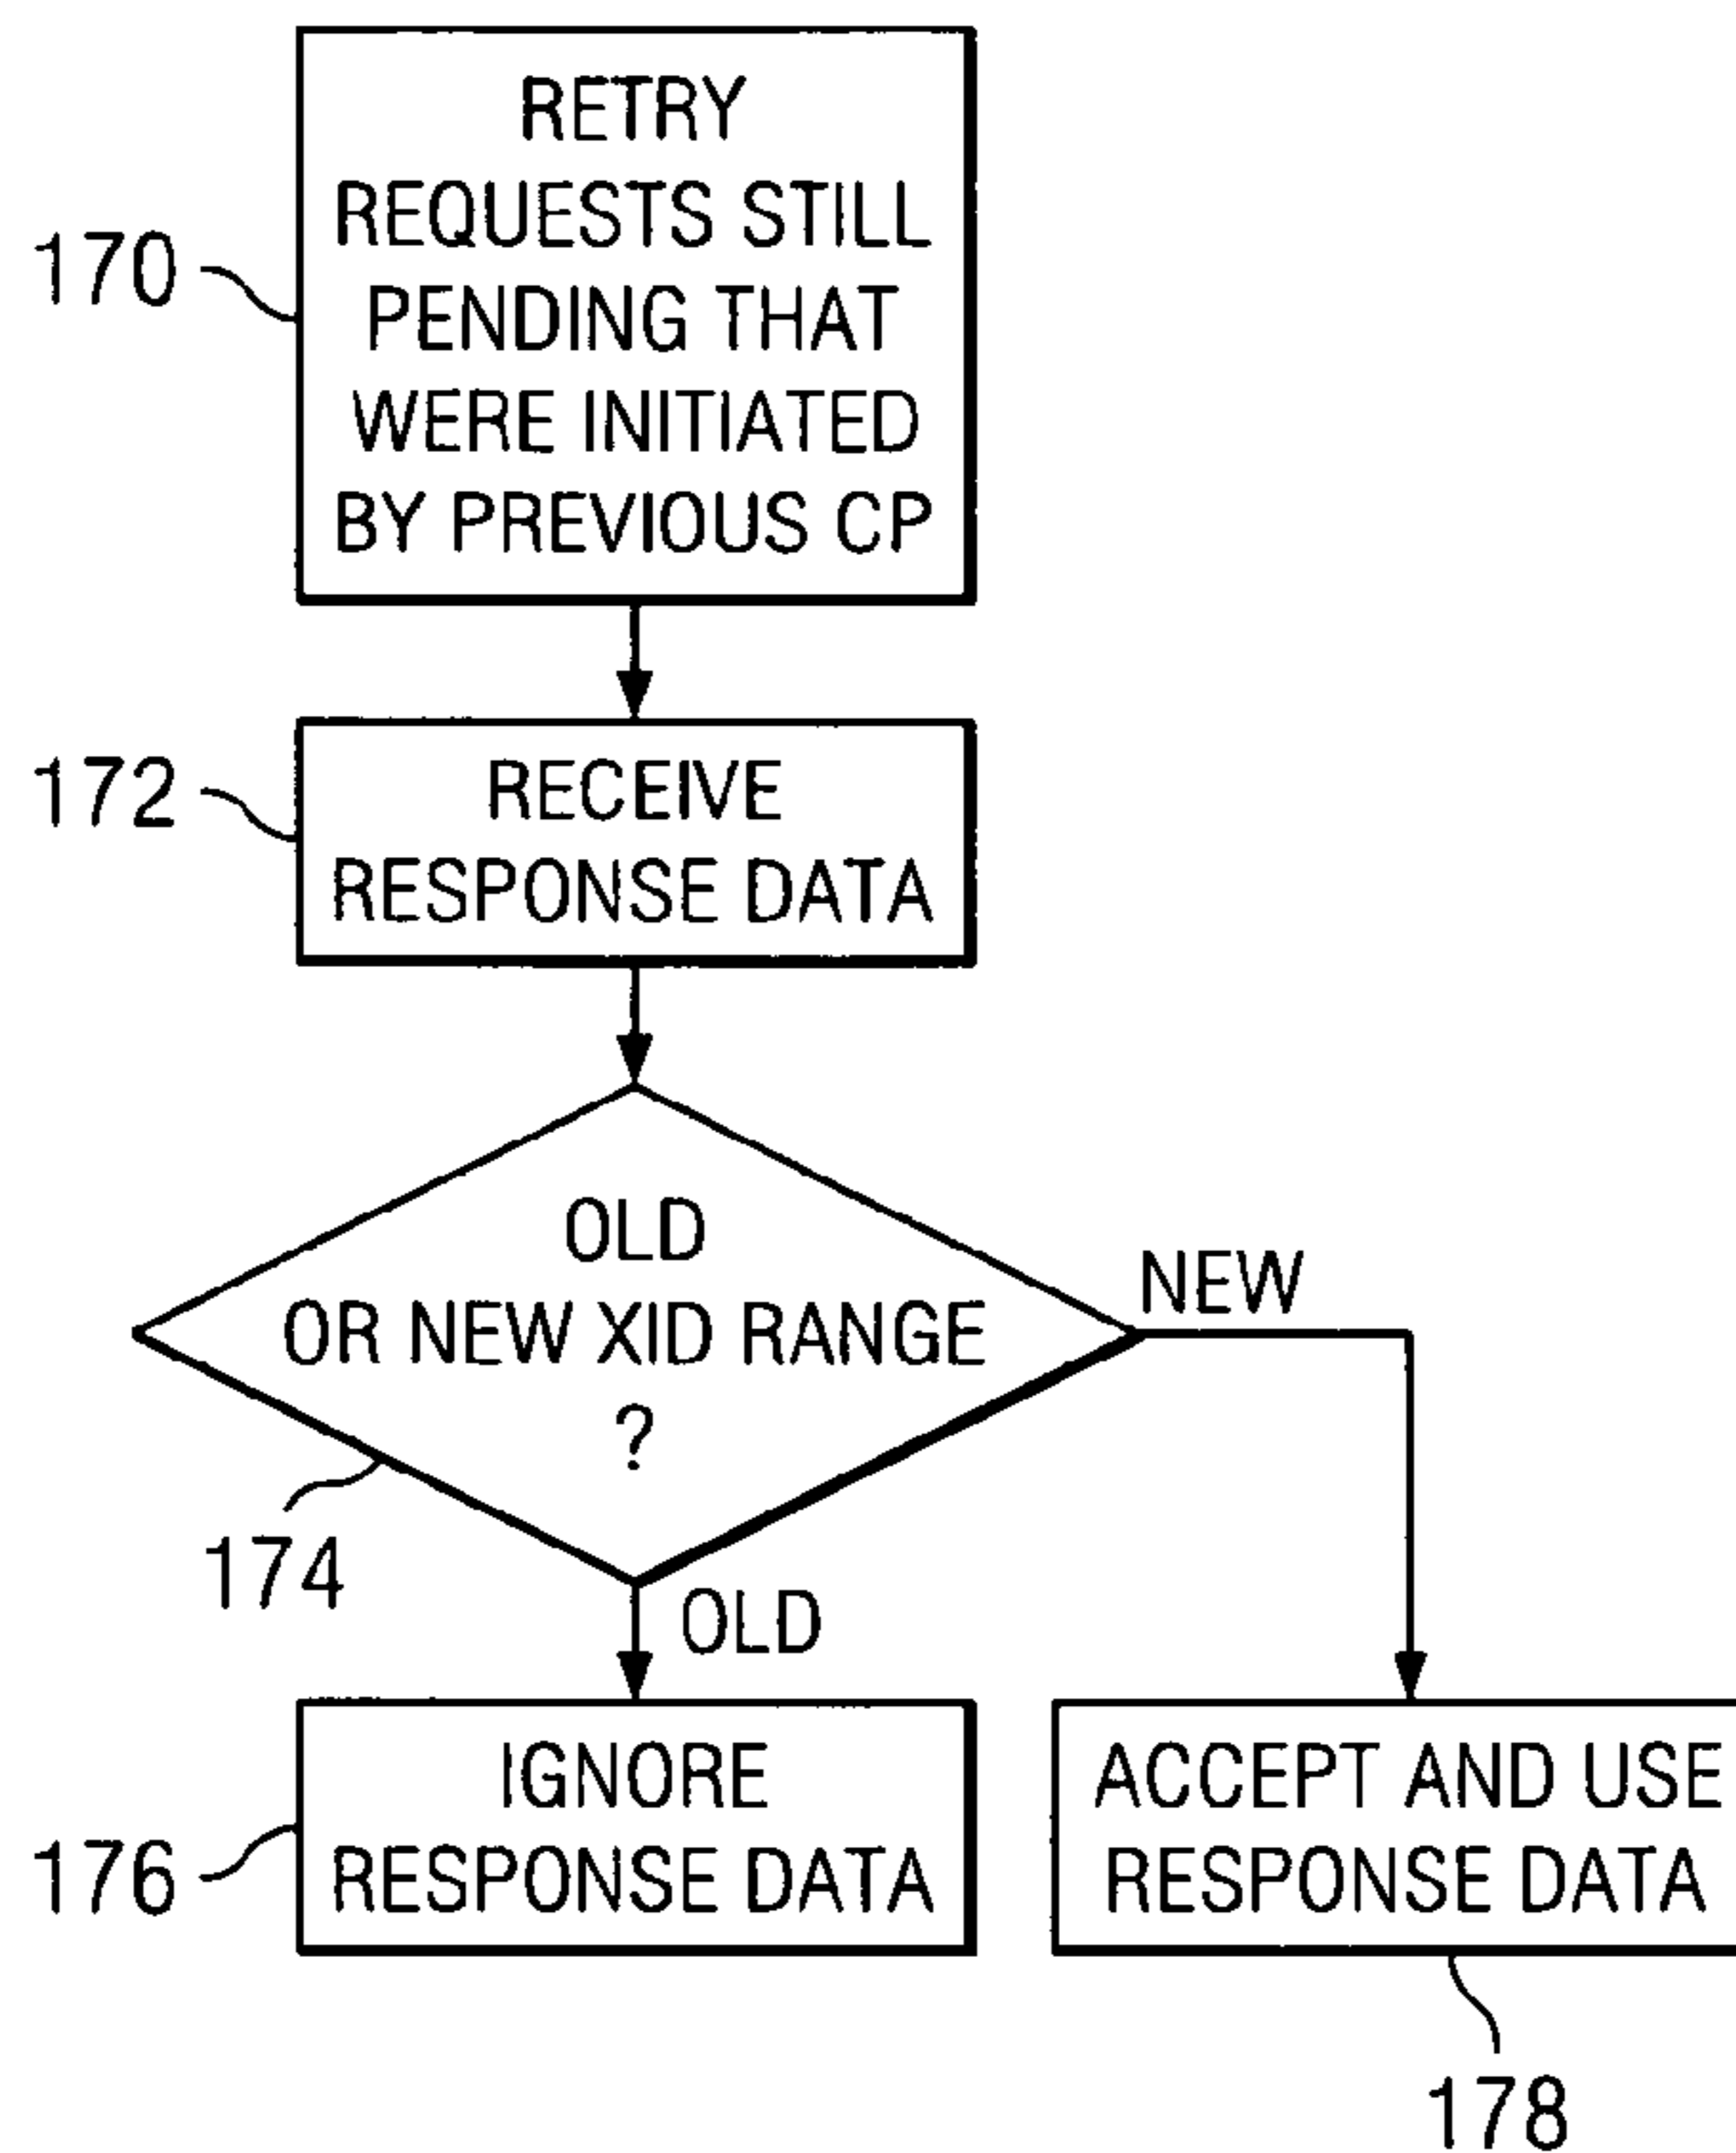 RETRY
REQUESTS STILL
PENDING THAT
WERE INITIATED
BY PREVIOUS CP
170
RECEIVE
RESPONSE DATA
172
OLD
OR NEW XID RANGE
?
NEW
174
OLD
IGNORE
RESPONSE DATA
176
ACCEPT AND USE
RESPONSE DATA
178